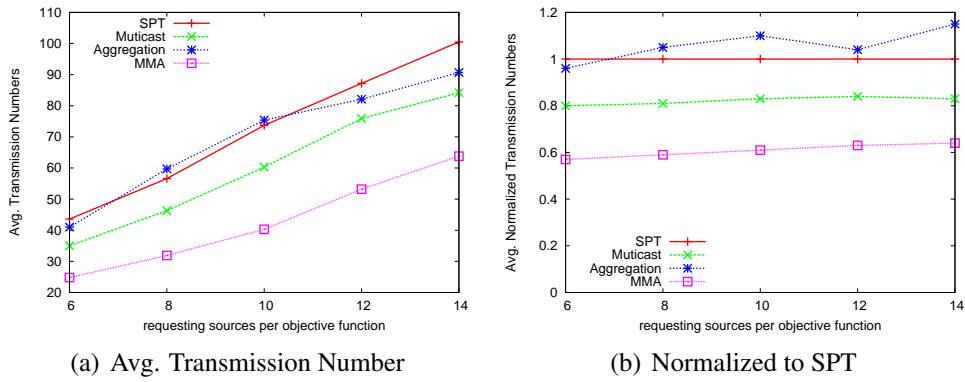 110
100
90
80
70
60
50
40
30
20
6
8
10
12
14
Avg. Transmission Numbers
requesting sources per objective function
SPT
Muticast
Aggregation
MMA
(a) Avg. Transmission Number
1.2
1
0.8
0.6
0.4
0.2
0
6
8
10
12
14
Avg. Normalized Transmission Numbers
requesting sources per objective function
SPT
Muticast
Aggregation
MMA
(b) Normalized to SPT